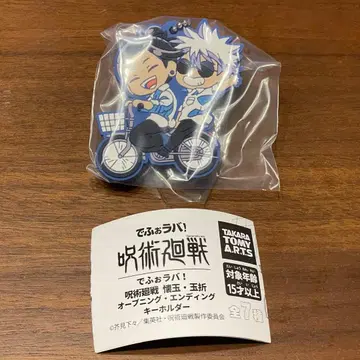 でふぉラバ!
呪術廻戦
でふぉラバ!
呪術廻戦 懐玉・玉折
オープニング・エンディング
キーホルダー
©芥見下々/集英社・呪術廻戦製作委員会
TAKARA
TOMY
A.R.T.S
対象年齢
15才以上
全7種